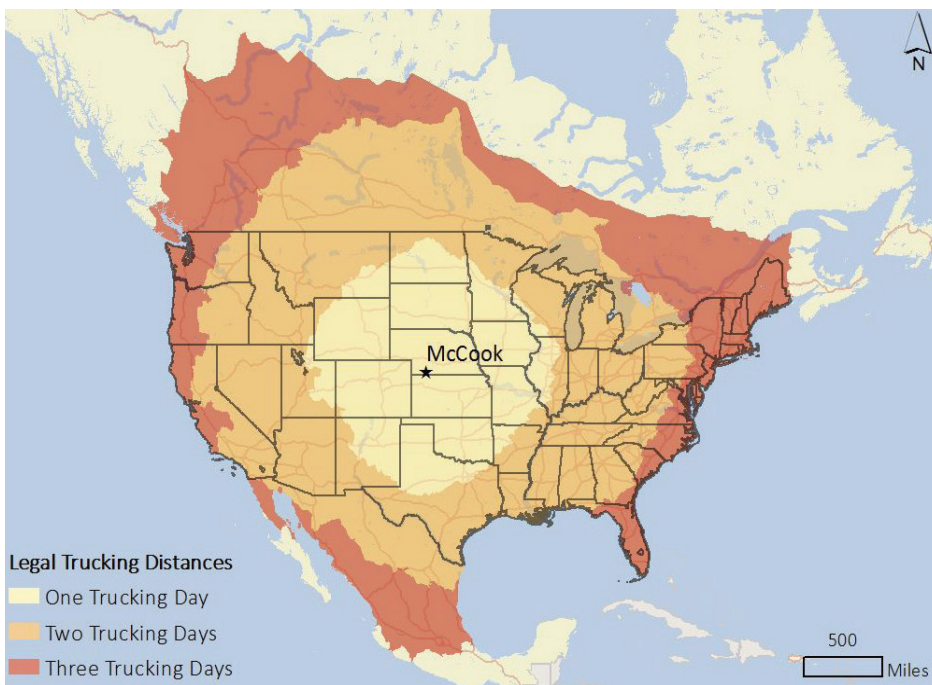 N
McCook
Legal Trucking Distances
One Trucking Day
Two Trucking Days
Three Trucking Days
500
Miles